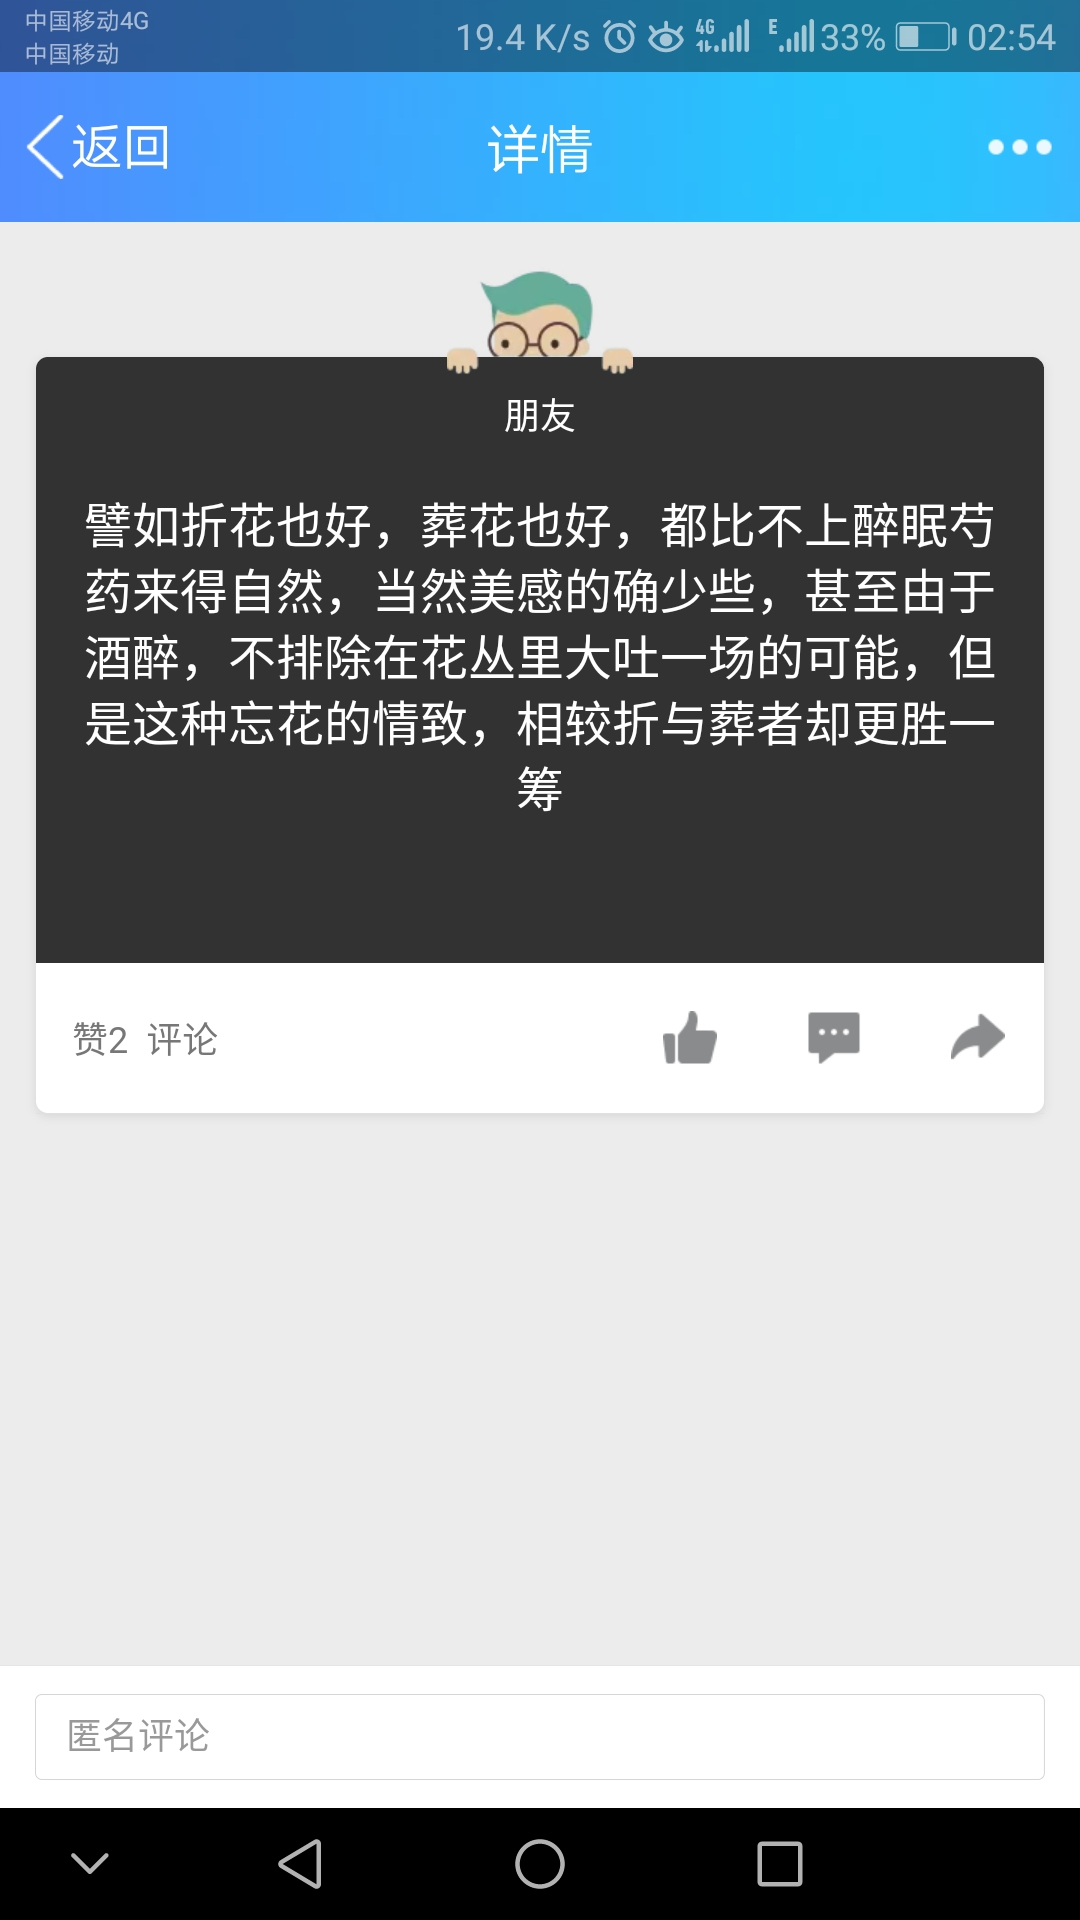 中国移动4G
中国移动
19.4 K/s 4G E 33% 02:54
返回 详情
朋友
譬如折花也好，葬花也好，都比不上醉眠芍
药来得自然，当然美感的确少些，甚至由于
酒醉，不排除在花丛里大吐一场的可能，但
是这种忘花的情致，相较折与葬者却更胜一
筹
赞2 评论
匿名评论